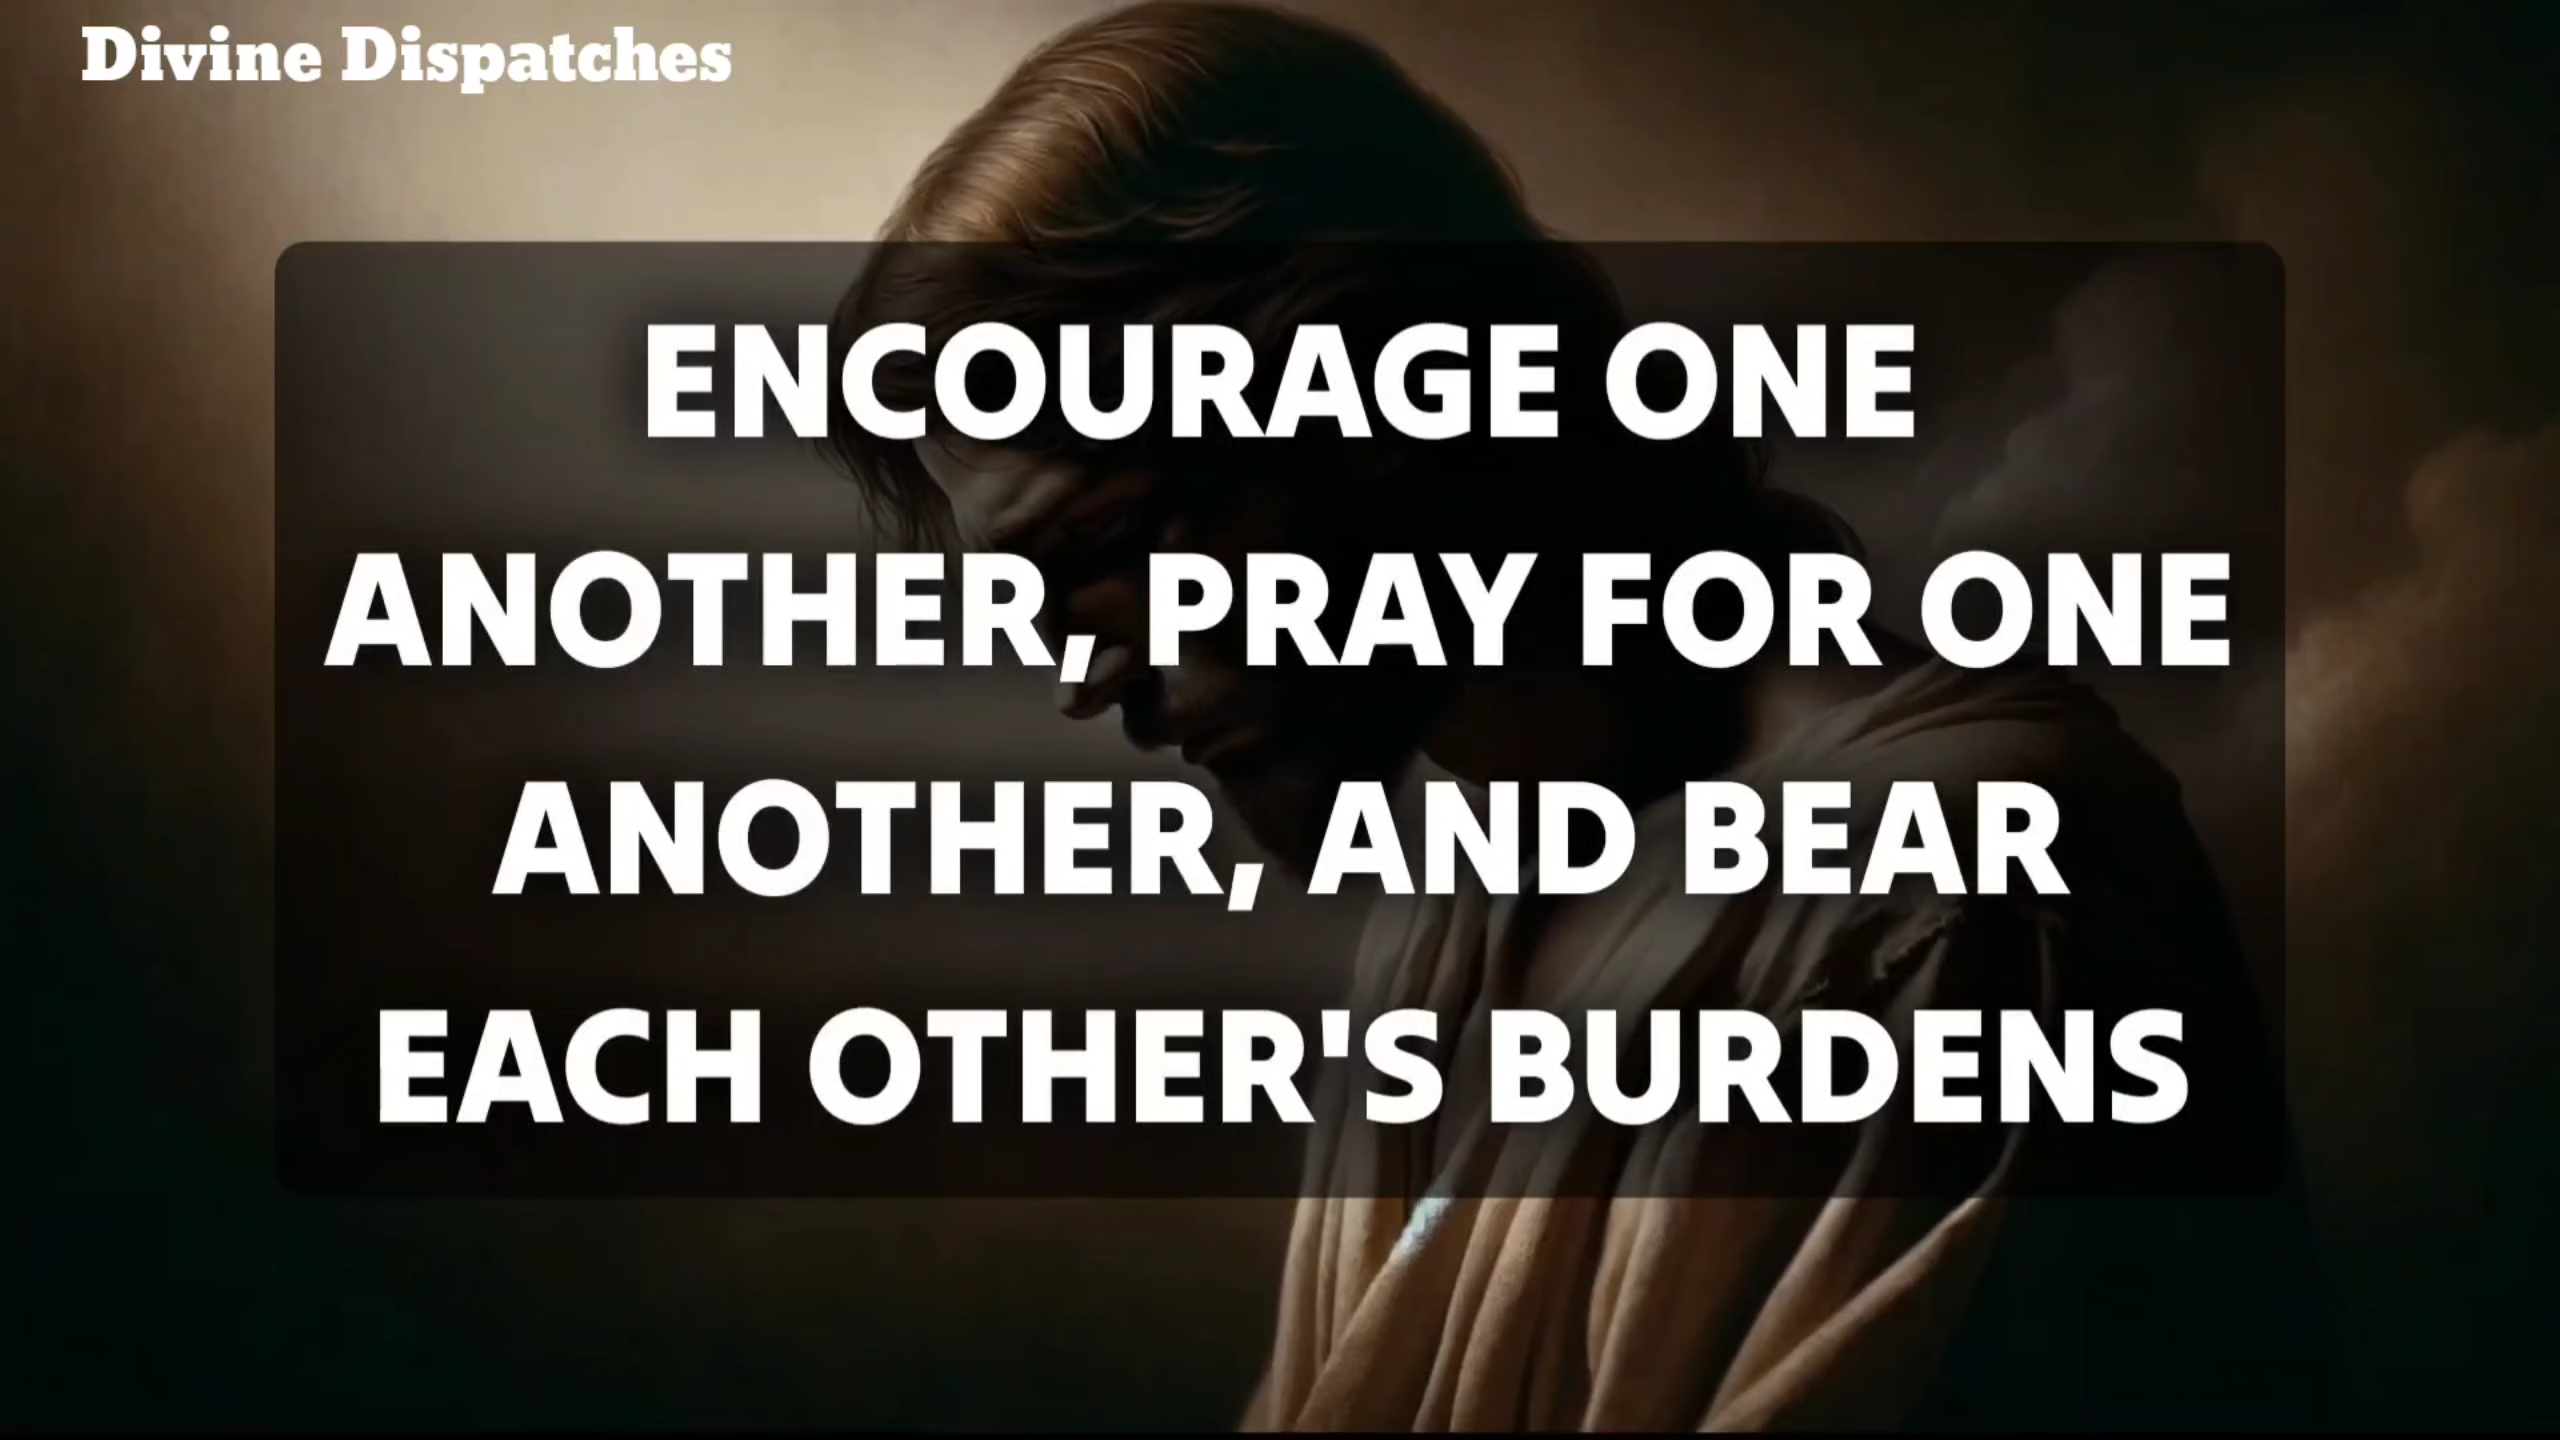 Divine Dispatches
ENCOURAGE ONE
ANOTHER, PRAY FOR ONE
ANOTHER, AND BEAR
EACH OTHER'S BURDENS